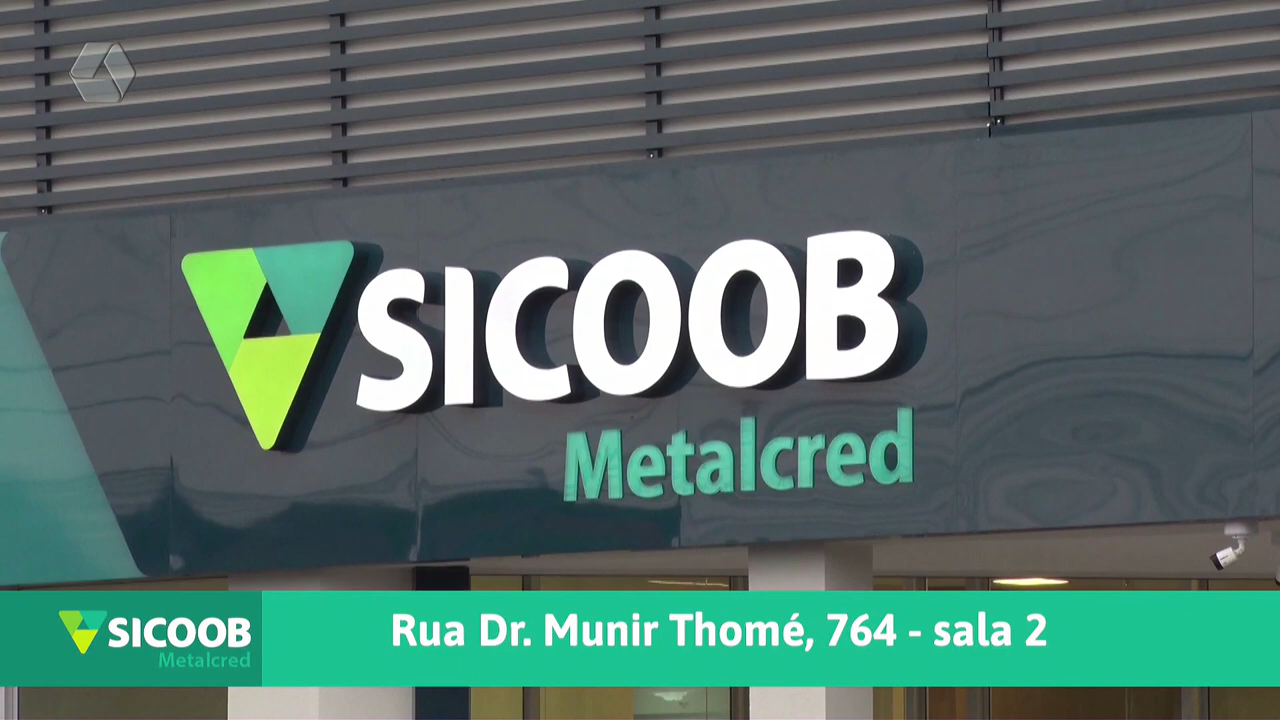 SICOOB
Metalcred
SICOOB
Metalcred
Rua Dr. Munir Thomé, 764 - sala 2